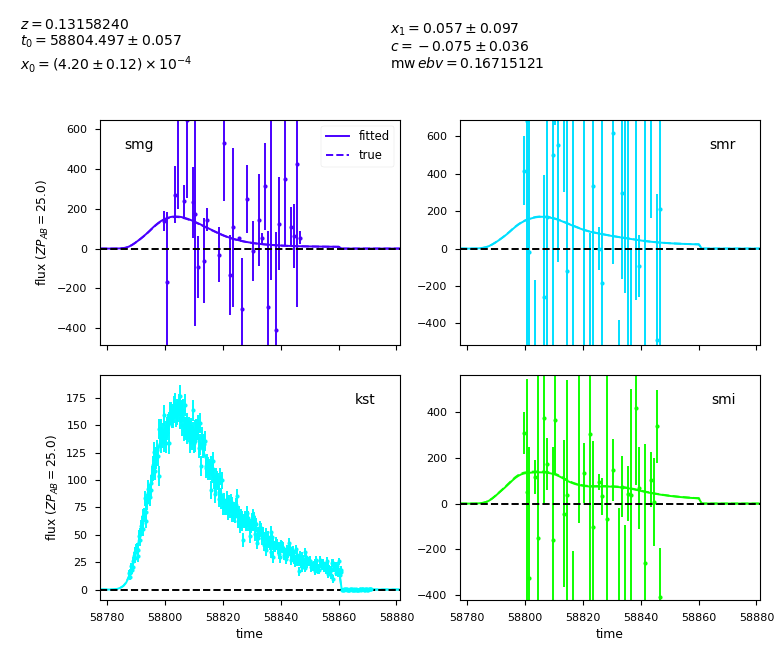 z = 0.13158240
t₀ = 58804.497 ± 0.057
x₀ = (4.20 ± 0.12) × 10⁻⁴
x₁ = 0.057 ± 0.097
c = −0.075 ± 0.036
mw ebv = 0.16715121
smg
fitted
true
600
400
200
0
−200
−400
flux (ZP_AB = 25.0)
smr
600
400
200
0
−200
−400
kst
175
150
125
100
75
50
25
0
flux (ZP_AB = 25.0)
58780 58800 58820 58840 58860 58880
time
smi
400
200
0
−200
−400
58780 58800 58820 58840 58860 58880
time